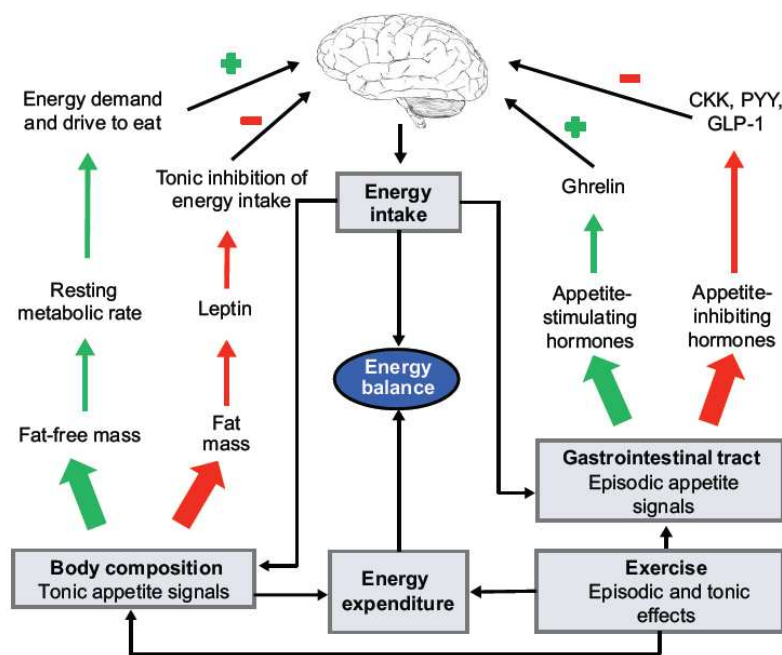 Energy demand
and drive to eat
CKK, PYY,
GLP-1
Tonic inhibition of
energy intake
Energy
intake
Ghrelin
Resting
metabolic rate
Leptin
Appetite-
stimulating
hormones
Appetite-
inhibiting
hormones
Energy
balance
Fat-free mass
Fat
mass
Gastrointestinal tract
Episodic appetite
signals
Body composition
Tonic appetite signals
Energy
expenditure
Exercise
Episodic and tonic
effects